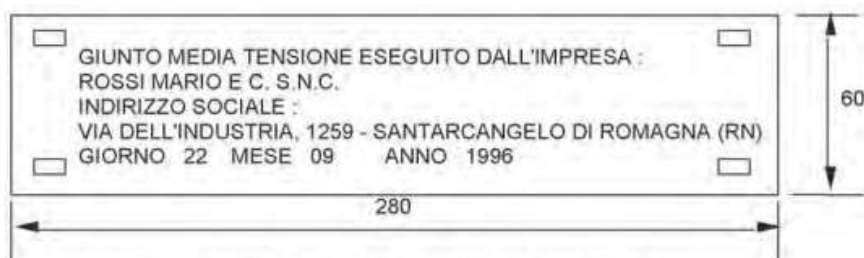 GIUNTO MEDIA TENSIONE ESEGUITO DALL'IMPRESA :
ROSSI MARIO E C. S.N.C.
INDIRIZZO SOCIALE :
VIA DELL'INDUSTRIA, 1259 - SANTARCANGELO DI ROMAGNA (RN)
GIORNO 22 MESE 09 ANNO 1996
60
280